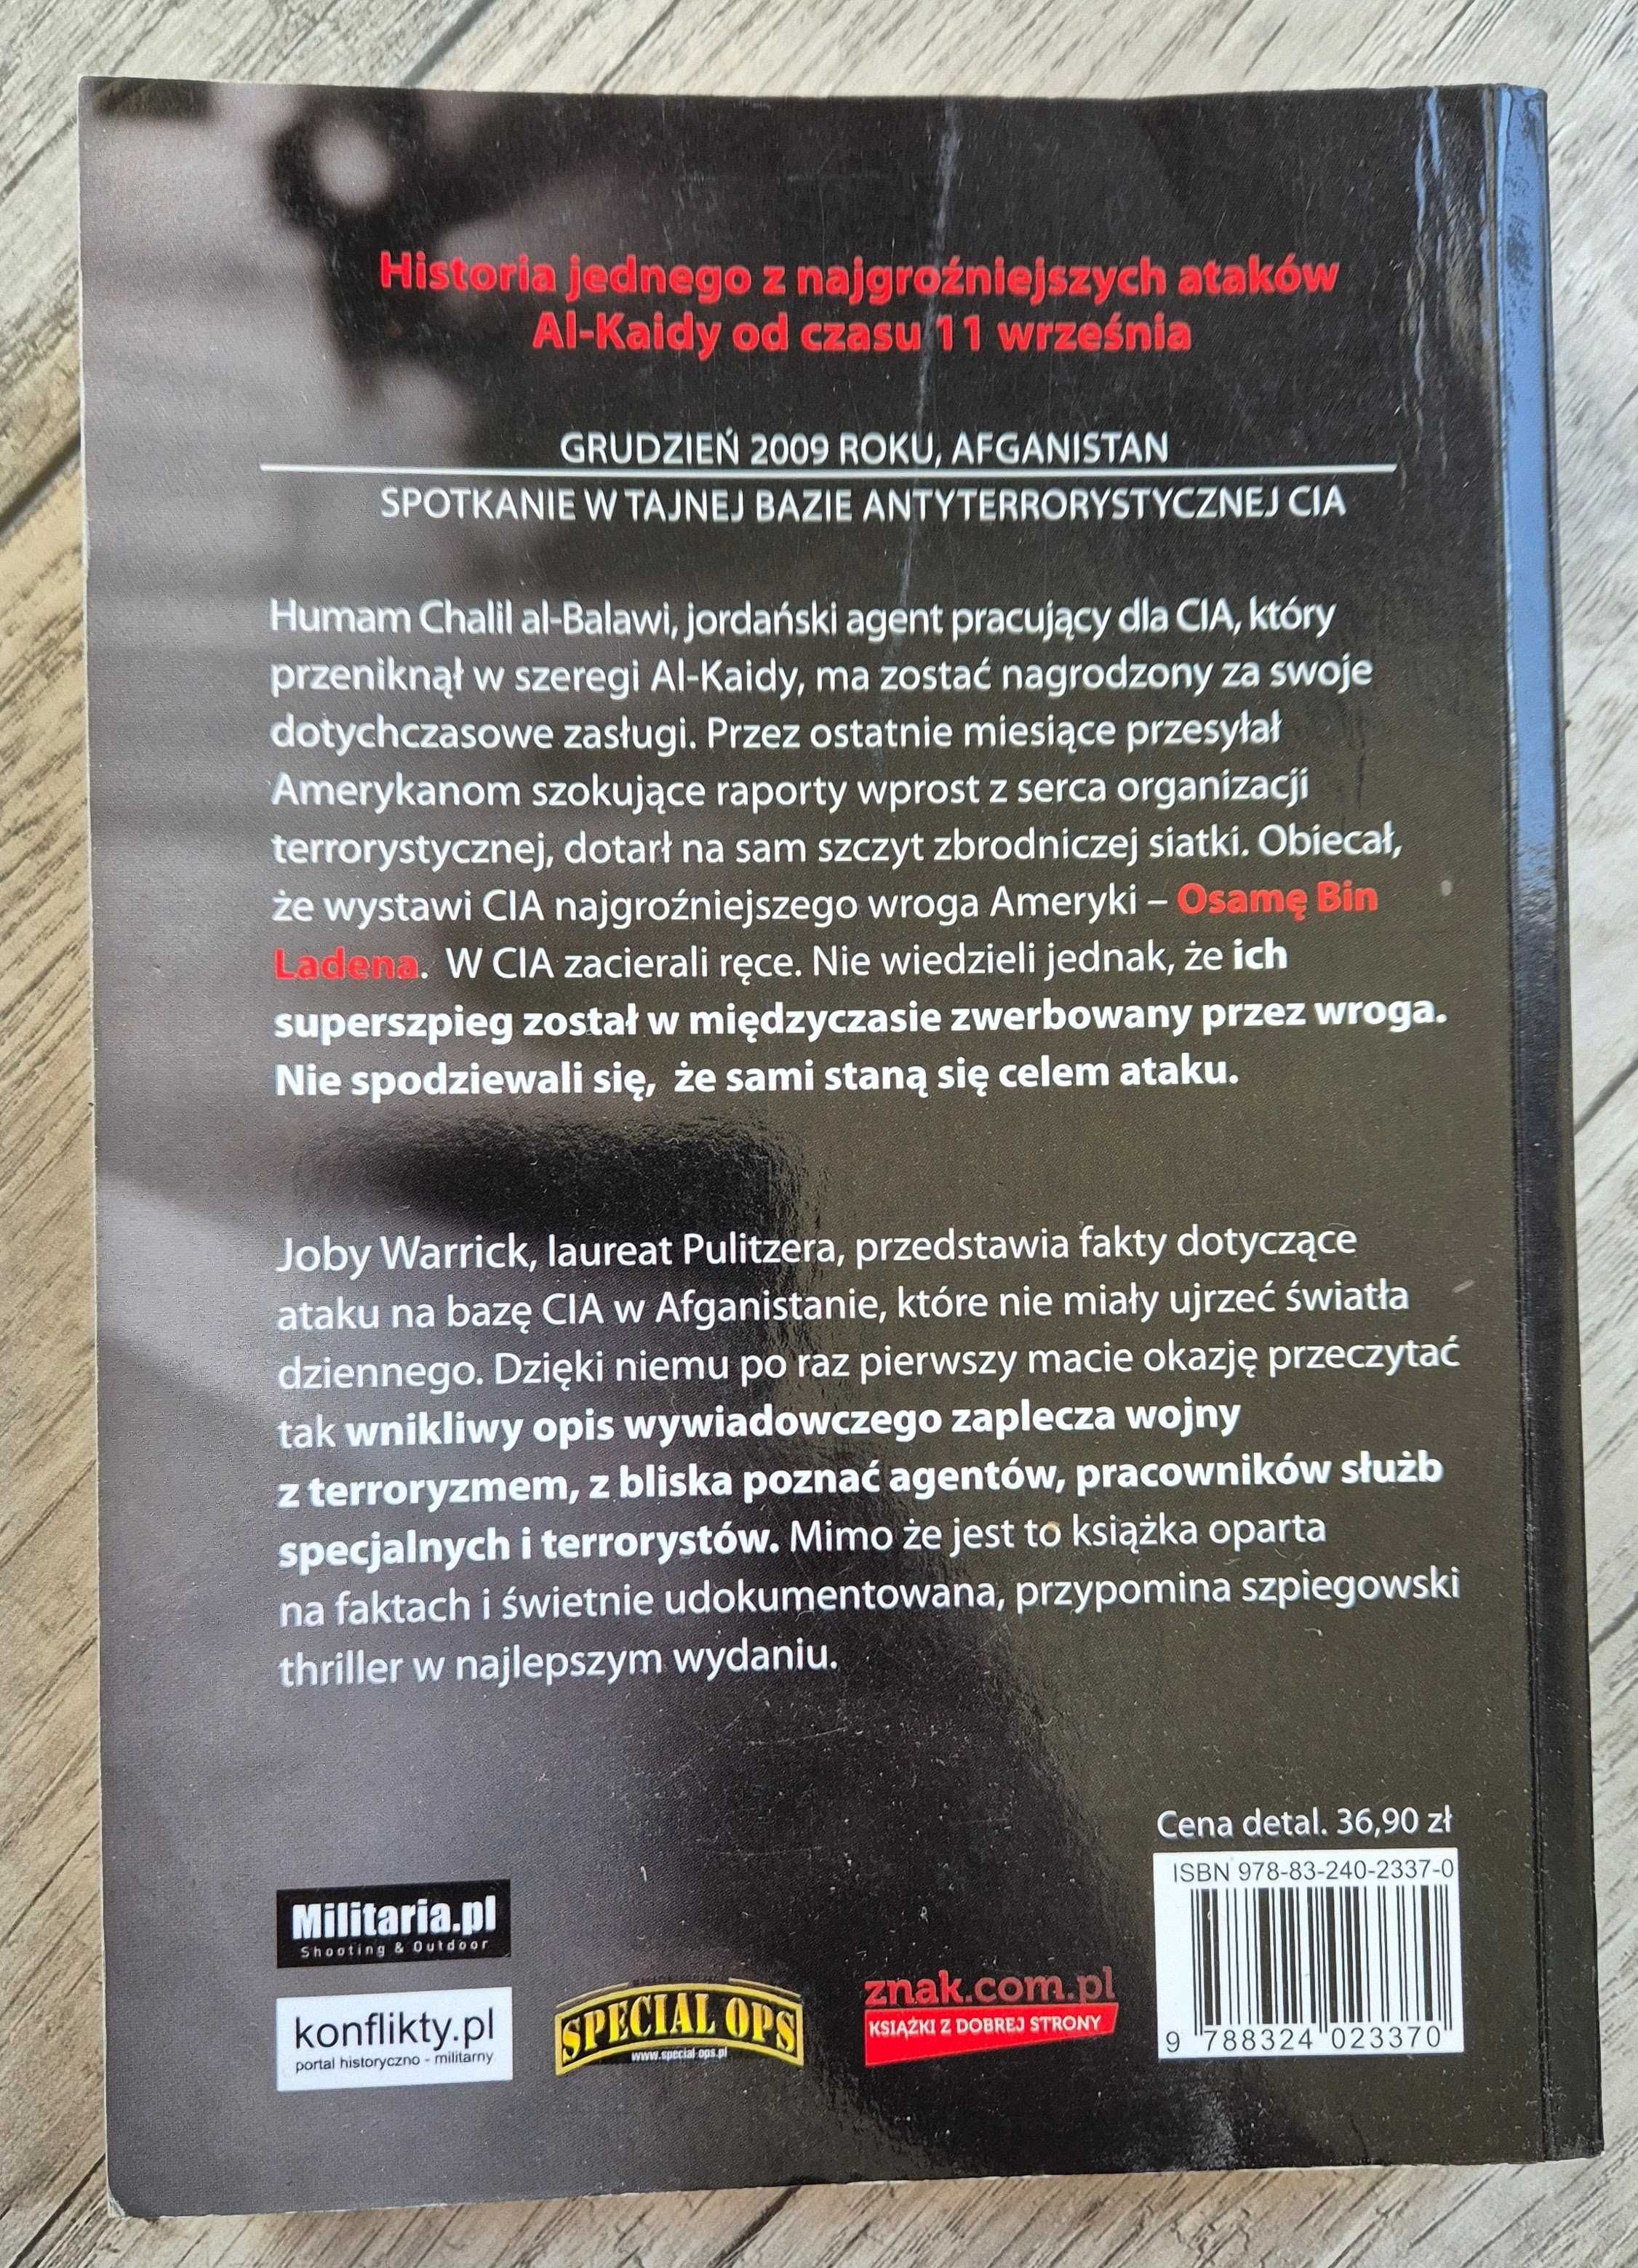 Historia jednego z najgroźniejszych ataków
Al-Kaidy od czasu 11 września
GRUDZIEŃ 2009 ROKU, AFGANISTAN
SPOTKANIE W TAJNEJ BAZIE ANTYTERRORYSTYCZNEJ CIA
Humam Chalil al-Balawi, jordański agent pracujący dla CIA, który
przeniknął w szeregi Al-Kaidy, ma zostać nagrodzony za swoje
dotychczasowe zasługi. Przez ostatnie miesiące przesyłał
Amerykanom szokujące raporty wprost z serca organizacji
terrorystycznej, dotarł na sam szczyt zbrodniczej siatki. Obiecał,
że wystawi CIA najgroźniejszego wroga Ameryki – Osamę Bin
Ladena. W CIA zacierali ręce. Nie wiedzieli jednak, że ich
superszpieg został w międzyczasie zwerbowany przez wroga.
Nie spodziewali się, że sami staną się celem ataku.
Joby Warrick, laureat Pulitzera, przedstawia fakty dotyczące
ataku na bazę CIA w Afganistanie, które nie miały ujrzeć światła
dziennego. Dzięki niemu po raz pierwszy macie okazję przeczytać
tak wnikliwy opis wywiadowczego zaplecza wojny
z terroryzmem, z bliska poznać agentów, pracowników służb
specjalnych i terrorystów. Mimo że jest to książka oparta
na faktach i świetnie udokumentowana, przypomina szpiegowski
thriller w najlepszym wydaniu.
Cena detal. 36,90 zł
ISBN 978-83-240-2337-0
9 788324 023370
Militaria.pl
Shooting & Outdoor
konflikty.pl
portal historyczno - militarny
SPECIAL OPS
www.special-ops.pl
znak.com.pl
KSIĄŻKI Z DOBREJ STRONY